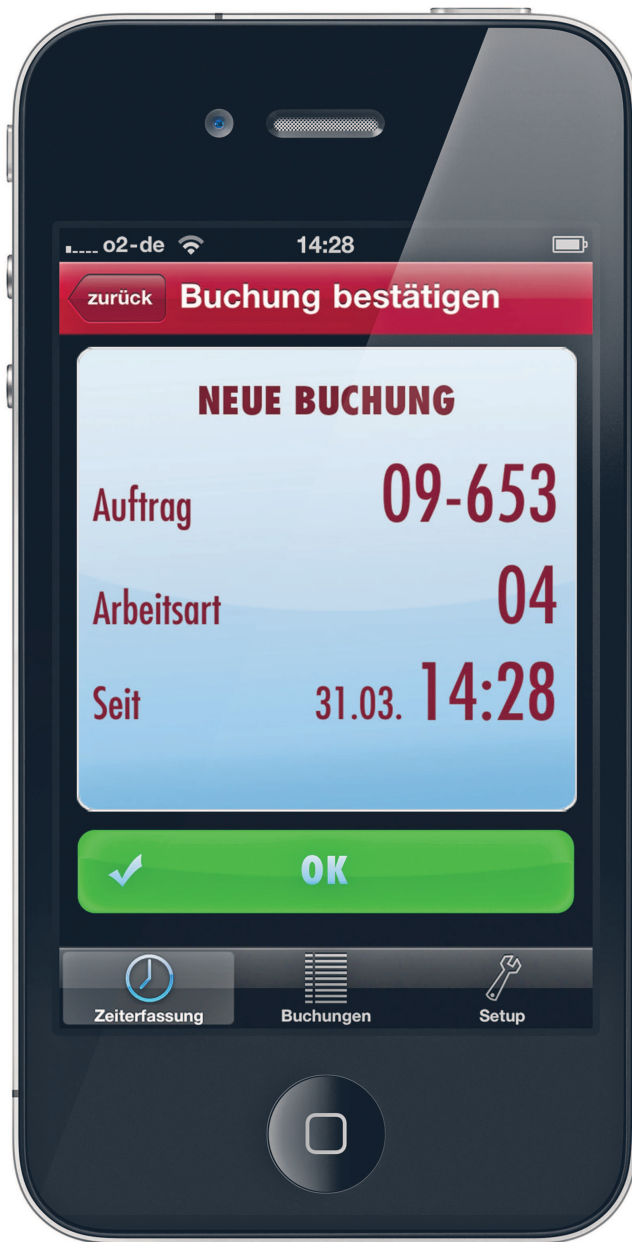 o2-de 14:28
zurück Buchung bestätigen
NEUE BUCHUNG
Auftrag 09-653
Arbeitsart 04
Seit 31.03. 14:28
OK
Zeiterfassung Buchungen Setup